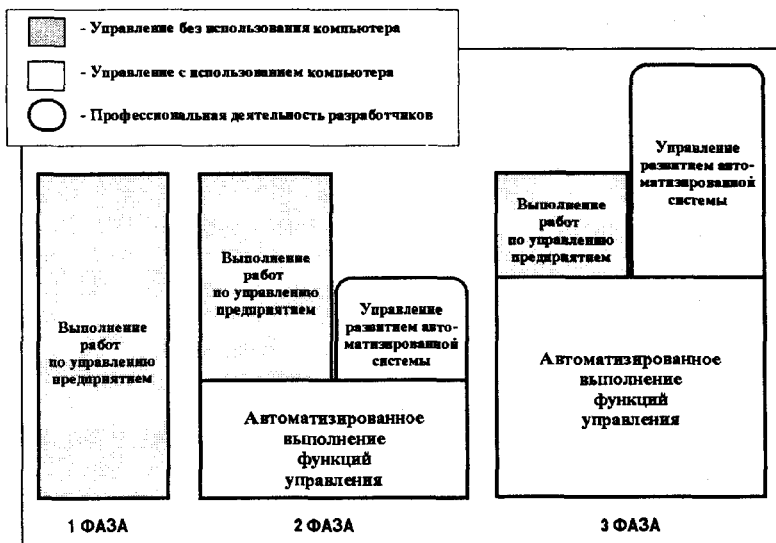 - Управление без использования компьютера
- Управление с использованием компьютера
- Профессиональная деятельность разработчиков
Выполнение
работ
по управлению
предприятием
1 ФАЗА
Выполнение
работ
по управлению
предприятием
Управление
развитием авто-
матизированной
системы
Автоматизированное
выполнение
функций
управления
2 ФАЗА
Выполнение
работ
по управлению
предприятием
Управление
развитием авто-
матизированной
системы
Автоматизированное
выполнение
функций
управления
3 ФАЗА